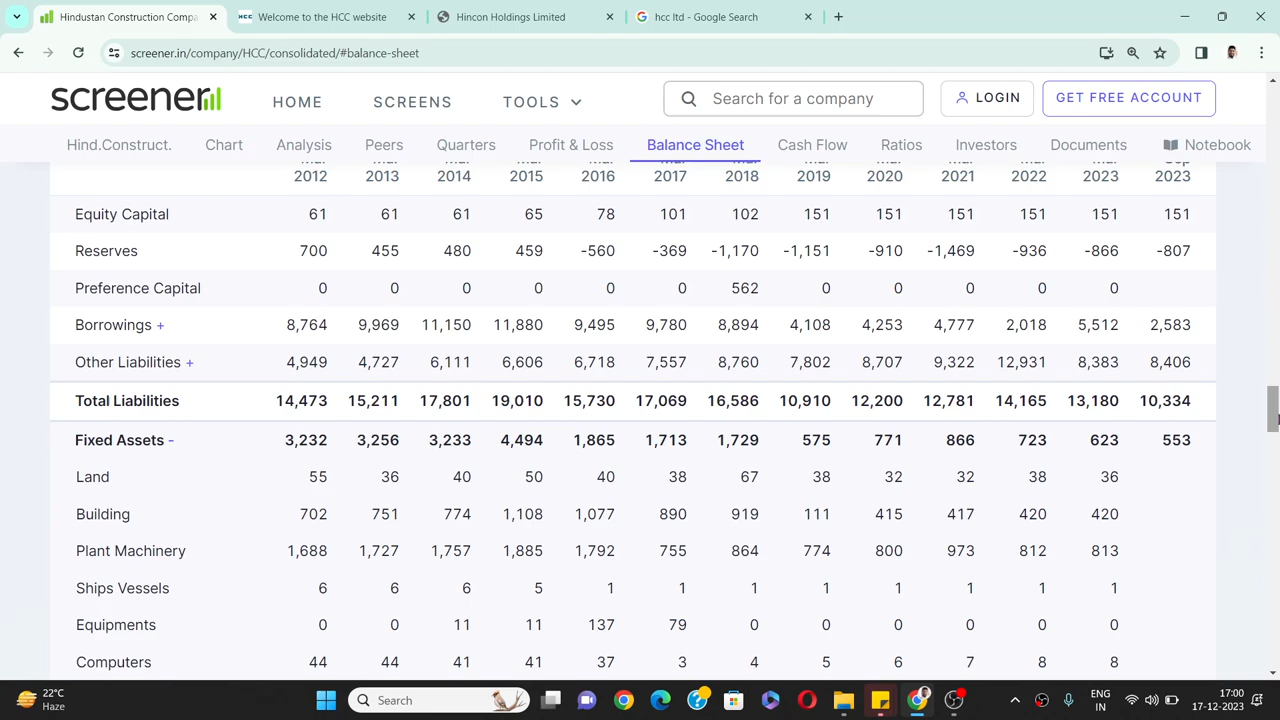 Hindustan Construction Compa
Welcome to the HCC website
Hincon Holdings Limited
hcc ltd - Google Search
screener.in/company/HCC/consolidated/#balance-sheet
screener
HOME
SCREENS
TOOLS
Search for a company
LOGIN
GET FREE ACCOUNT
Hind.Construct.
Chart
Analysis
Peers
Quarters
Profit & Loss
Balance Sheet
Cash Flow
Ratios
Investors
Documents
Notebook
2012 2013 2014 2015 2016 2017 2018 2019 2020 2021 2022 2023 2023
Equity Capital 61 61 61 65 78 101 102 151 151 151 151 151 151
Reserves 700 455 480 459 -560 -369 -1,170 -1,151 -910 -1,469 -936 -866 -807
Preference Capital 0 0 0 0 0 0 562 0 0 0 0 0
Borrowings + 8,764 9,969 11,150 11,880 9,495 9,780 8,894 4,108 4,253 4,777 2,018 5,512 2,583
Other Liabilities + 4,949 4,727 6,111 6,606 6,718 7,557 8,760 7,802 8,707 9,322 12,931 8,383 8,406
Total Liabilities 14,473 15,211 17,801 19,010 15,730 17,069 16,586 10,910 12,200 12,781 14,165 13,180 10,334
Fixed Assets - 3,232 3,256 3,233 4,494 1,865 1,713 1,729 575 771 866 723 623 553
Land 55 36 40 50 40 38 67 38 32 32 38 36
Building 702 751 774 1,108 1,077 890 919 111 415 417 420 420
Plant Machinery 1,688 1,727 1,757 1,885 1,792 755 864 774 800 973 812 813
Ships Vessels 6 6 6 5 1 1 1 1 1 1 1 1
Equipments 0 0 11 11 137 79 0 0 0 0 0 0
Computers 44 44 41 41 37 3 4 5 6 7 8 8
22°C
Haze
Search
ENG
IN
17:00
17-12-2023